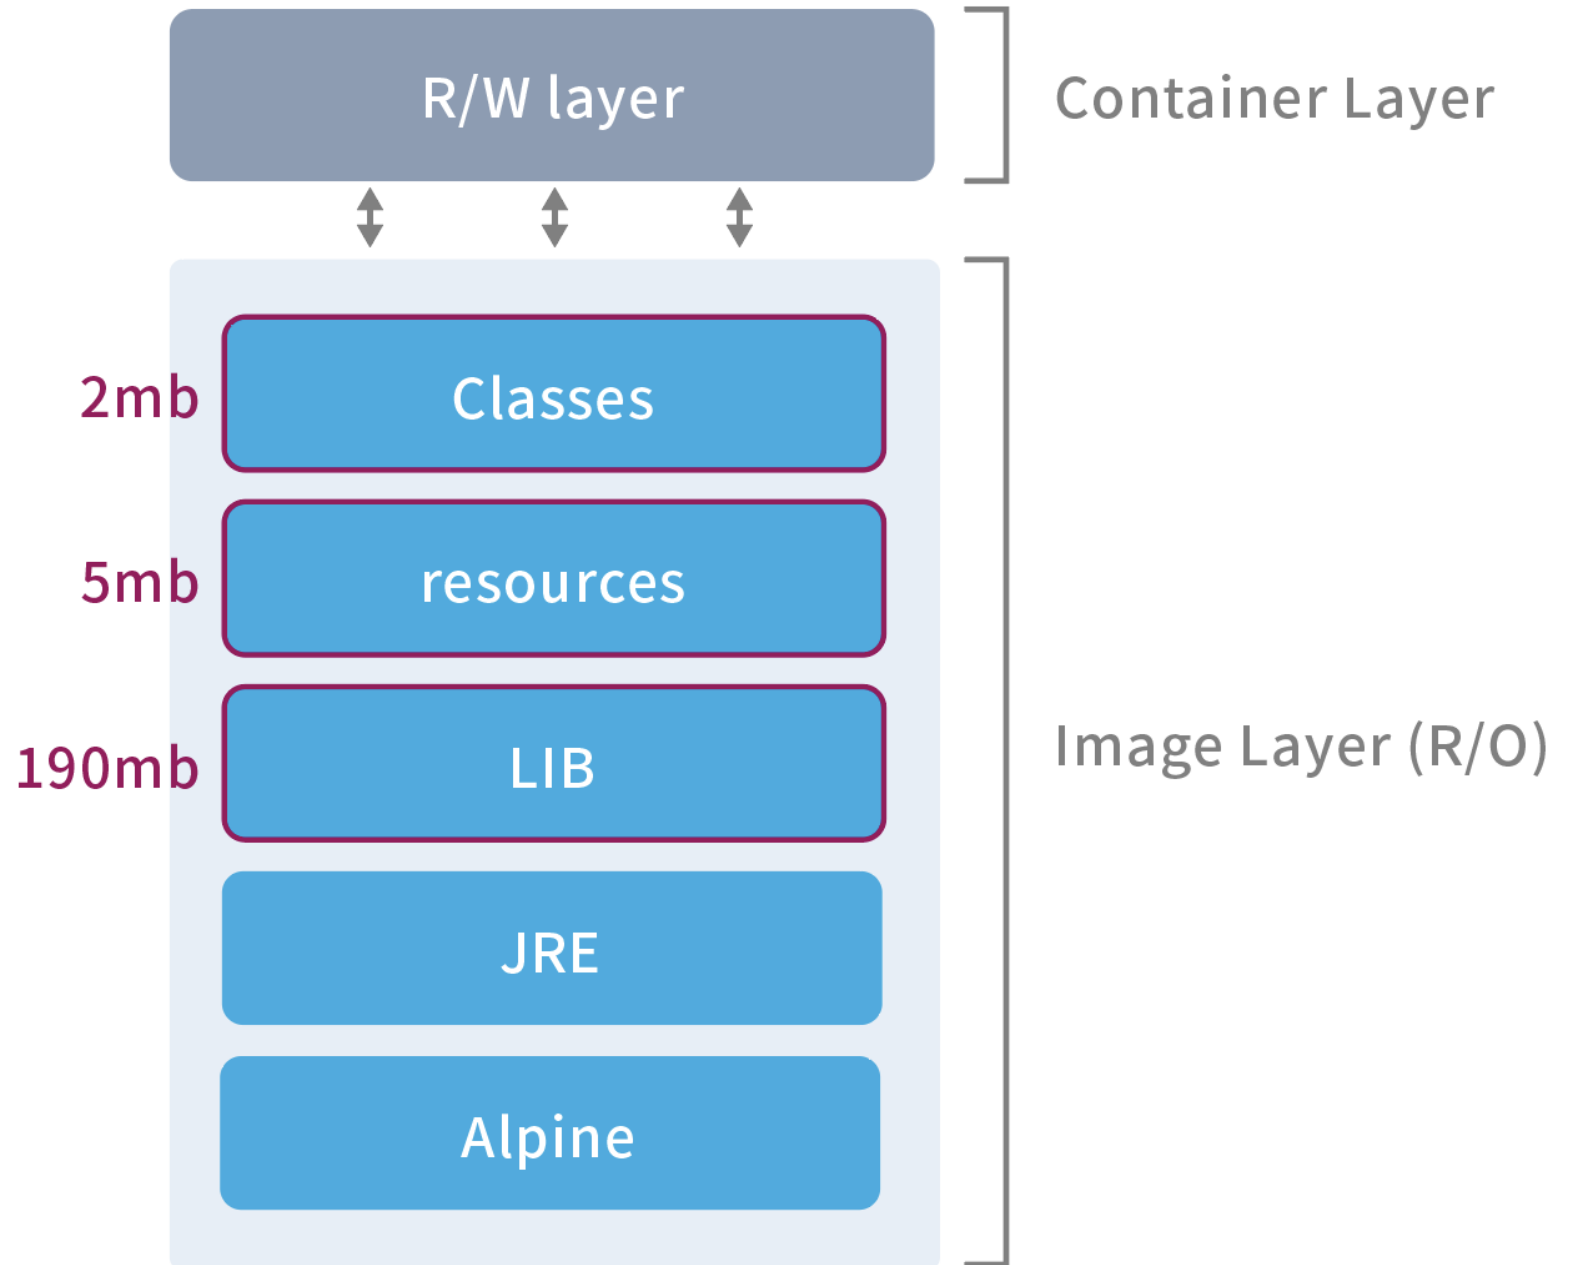 R/W layer
Container Layer
2mb
Classes
5mb
resources
190mb
LIB
Image Layer (R/O)
JRE
Alpine